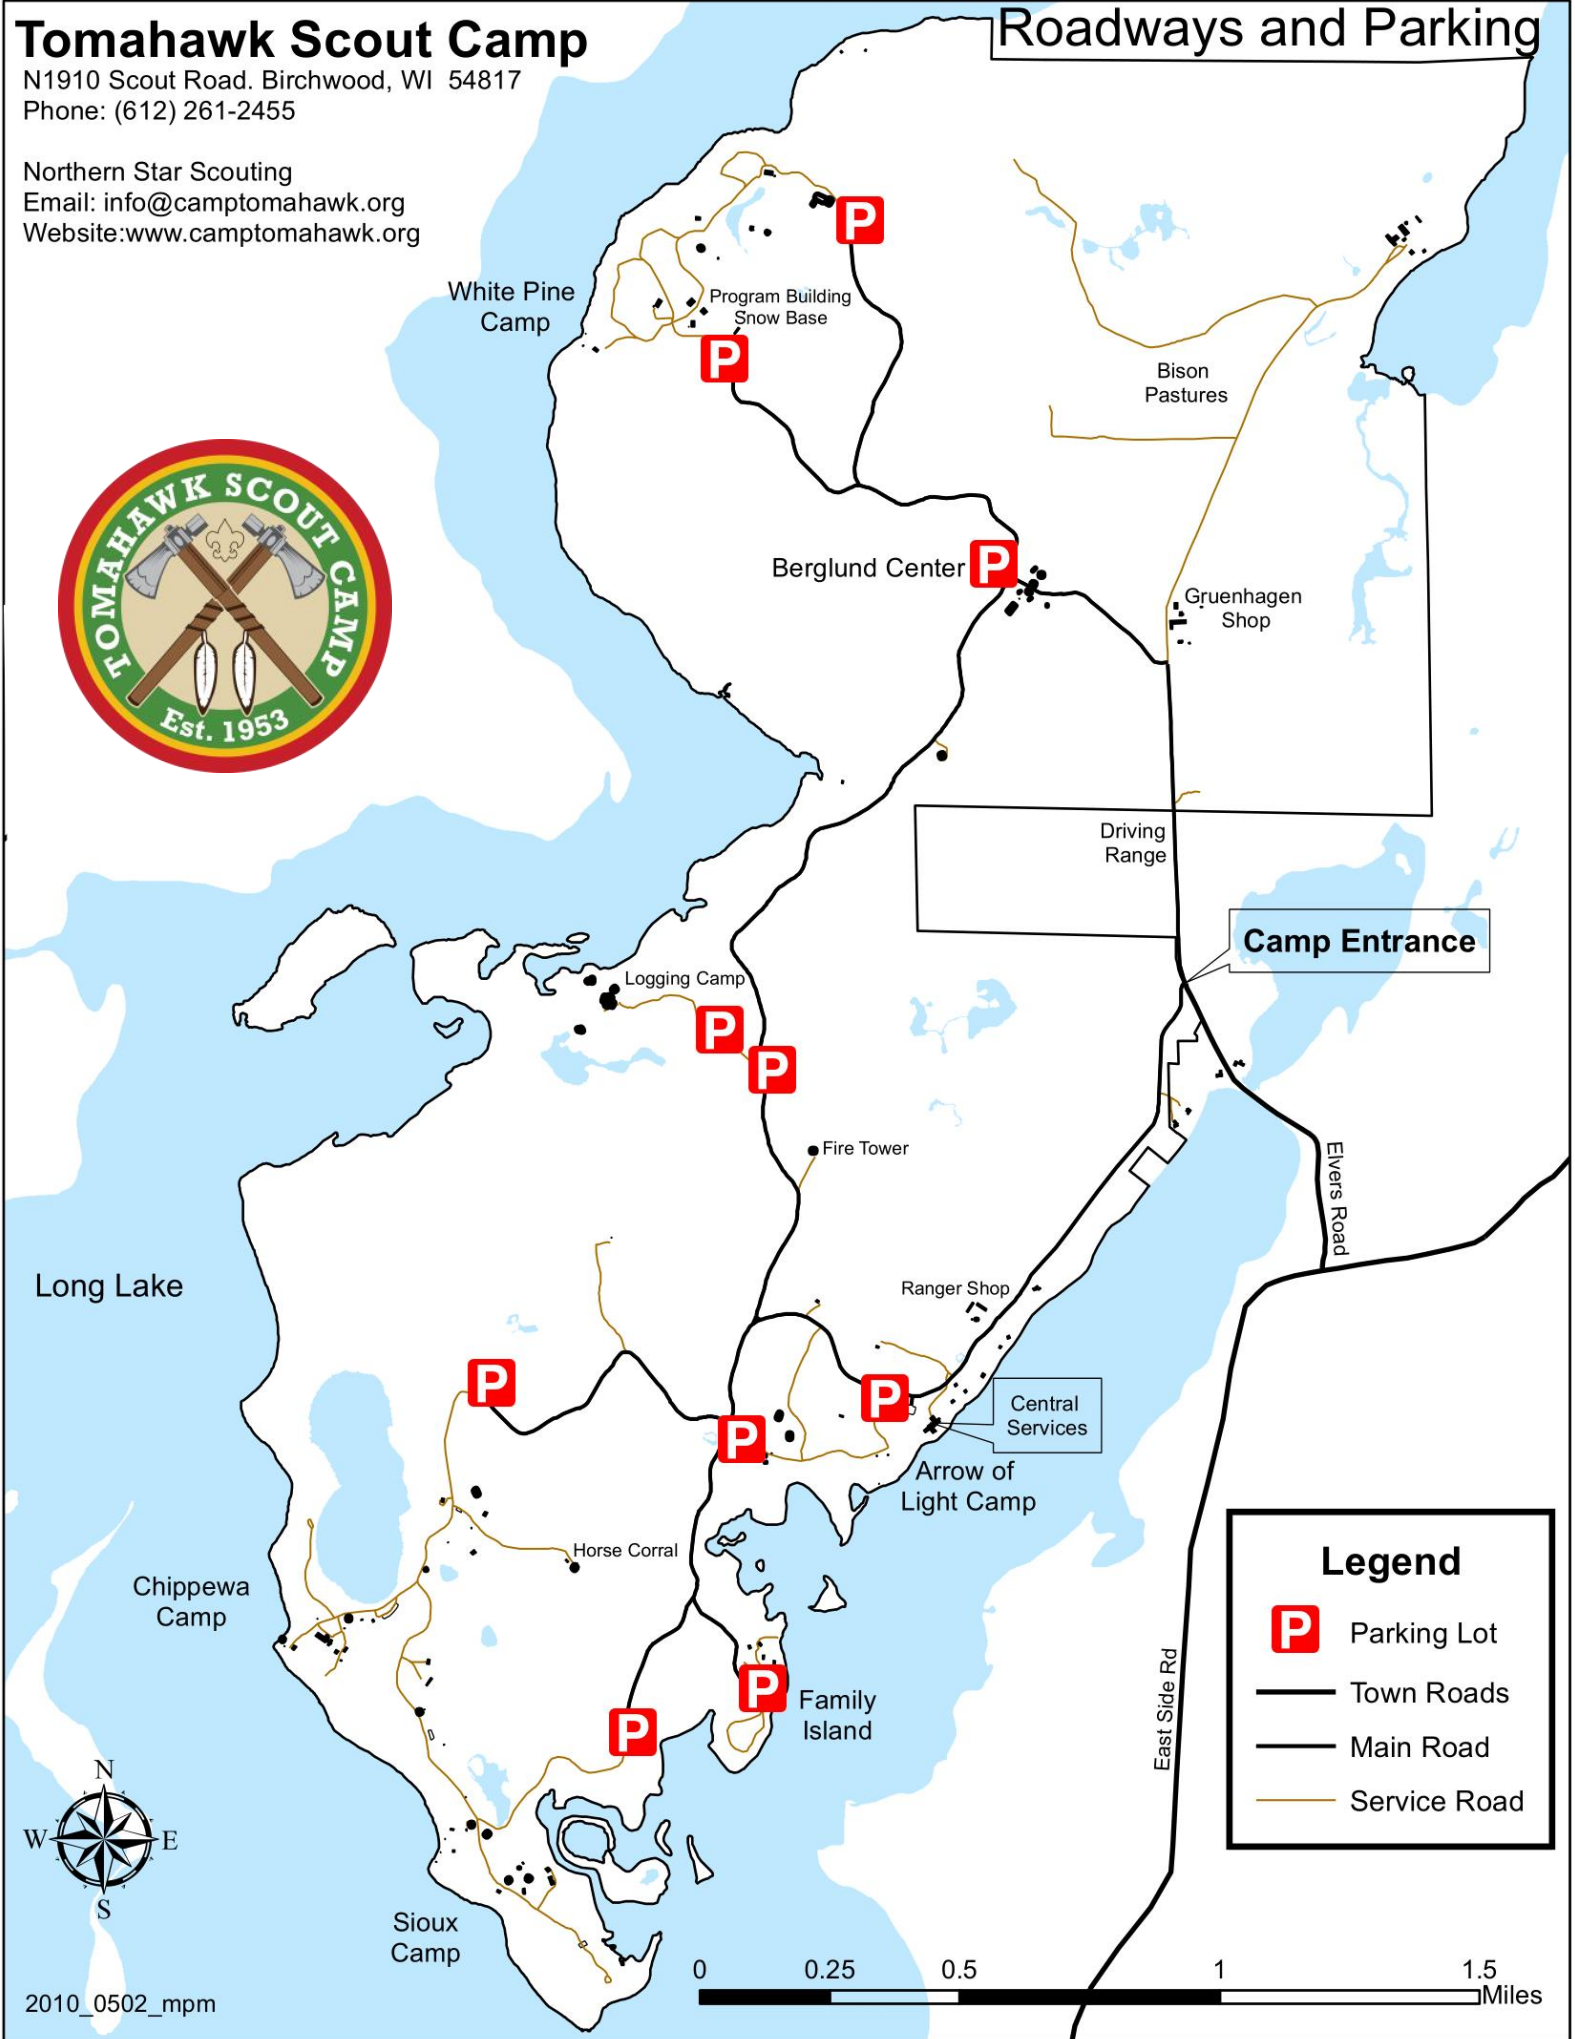 Tomahawk Scout Camp
N1910 Scout Road. Birchwood, WI  54817
Phone: (612) 261-2455
Northern Star Scouting
Email: info@camptomahawk.org
Website:www.camptomahawk.org
Roadways and Parking
P
White Pine
Camp
Program Building
Snow Base
P
Bison
Pastures
TOMAHAWK SCOUT CAMP
Est. 1953
Berglund Center
P
Gruenhagen
Shop
Driving
Range
Camp Entrance
Logging Camp
P
P
Fire Tower
Elvers Road
Long Lake
Ranger Shop
P
P
P
Central
Services
Arrow of
Light Camp
Horse Corral
Chippewa
Camp
P
Family
Island
P
East Side Rd
Legend
P Parking Lot
Town Roads
Main Road
Service Road
N
W E
S
Sioux
Camp
0 0.25 0.5 1 1.5
Miles
2010_0502_mpm